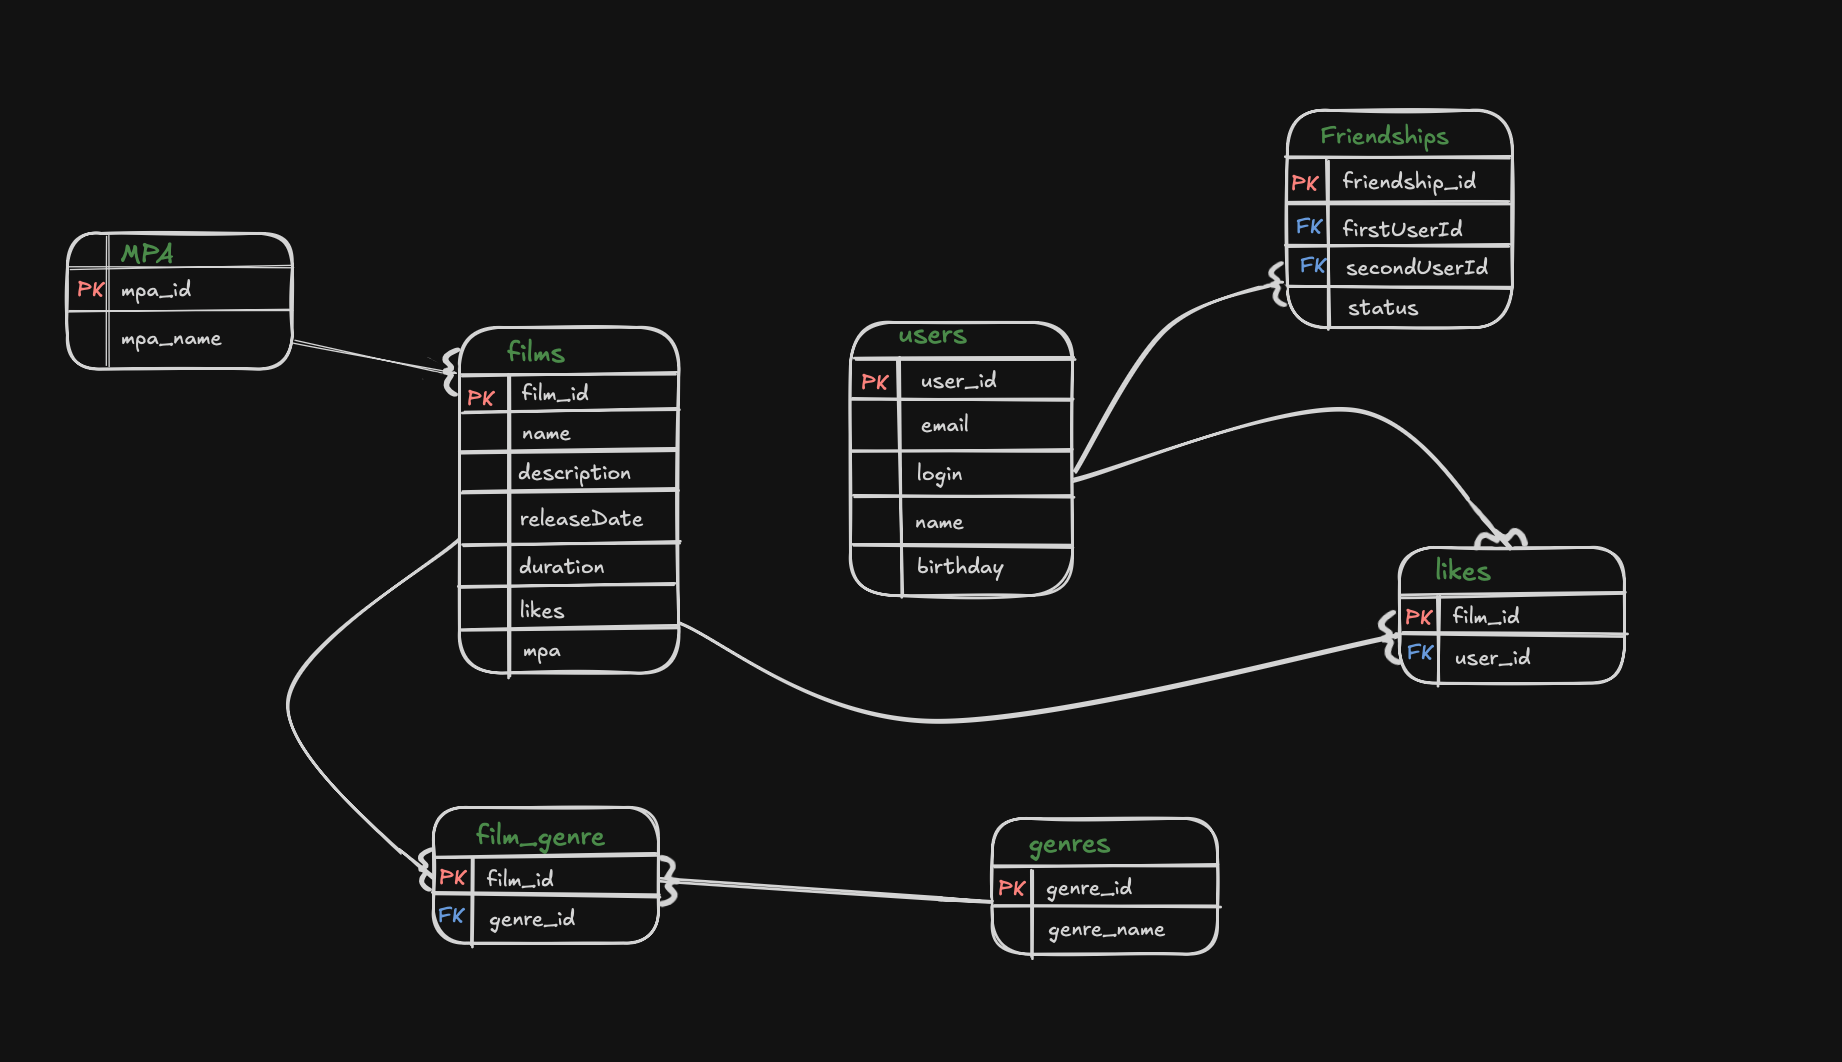 MPA
PK mpa_id
mpa_name
films
PK film_id
name
description
releaseDate
duration
likes
mpa
users
PK user_id
email
login
name
birthday
Friendships
PK friendship_id
FK firstUserId
FK secondUserId
status
likes
PK film_id
FK user_id
film_genre
PK film_id
FK genre_id
genres
PK genre_id
genre_name